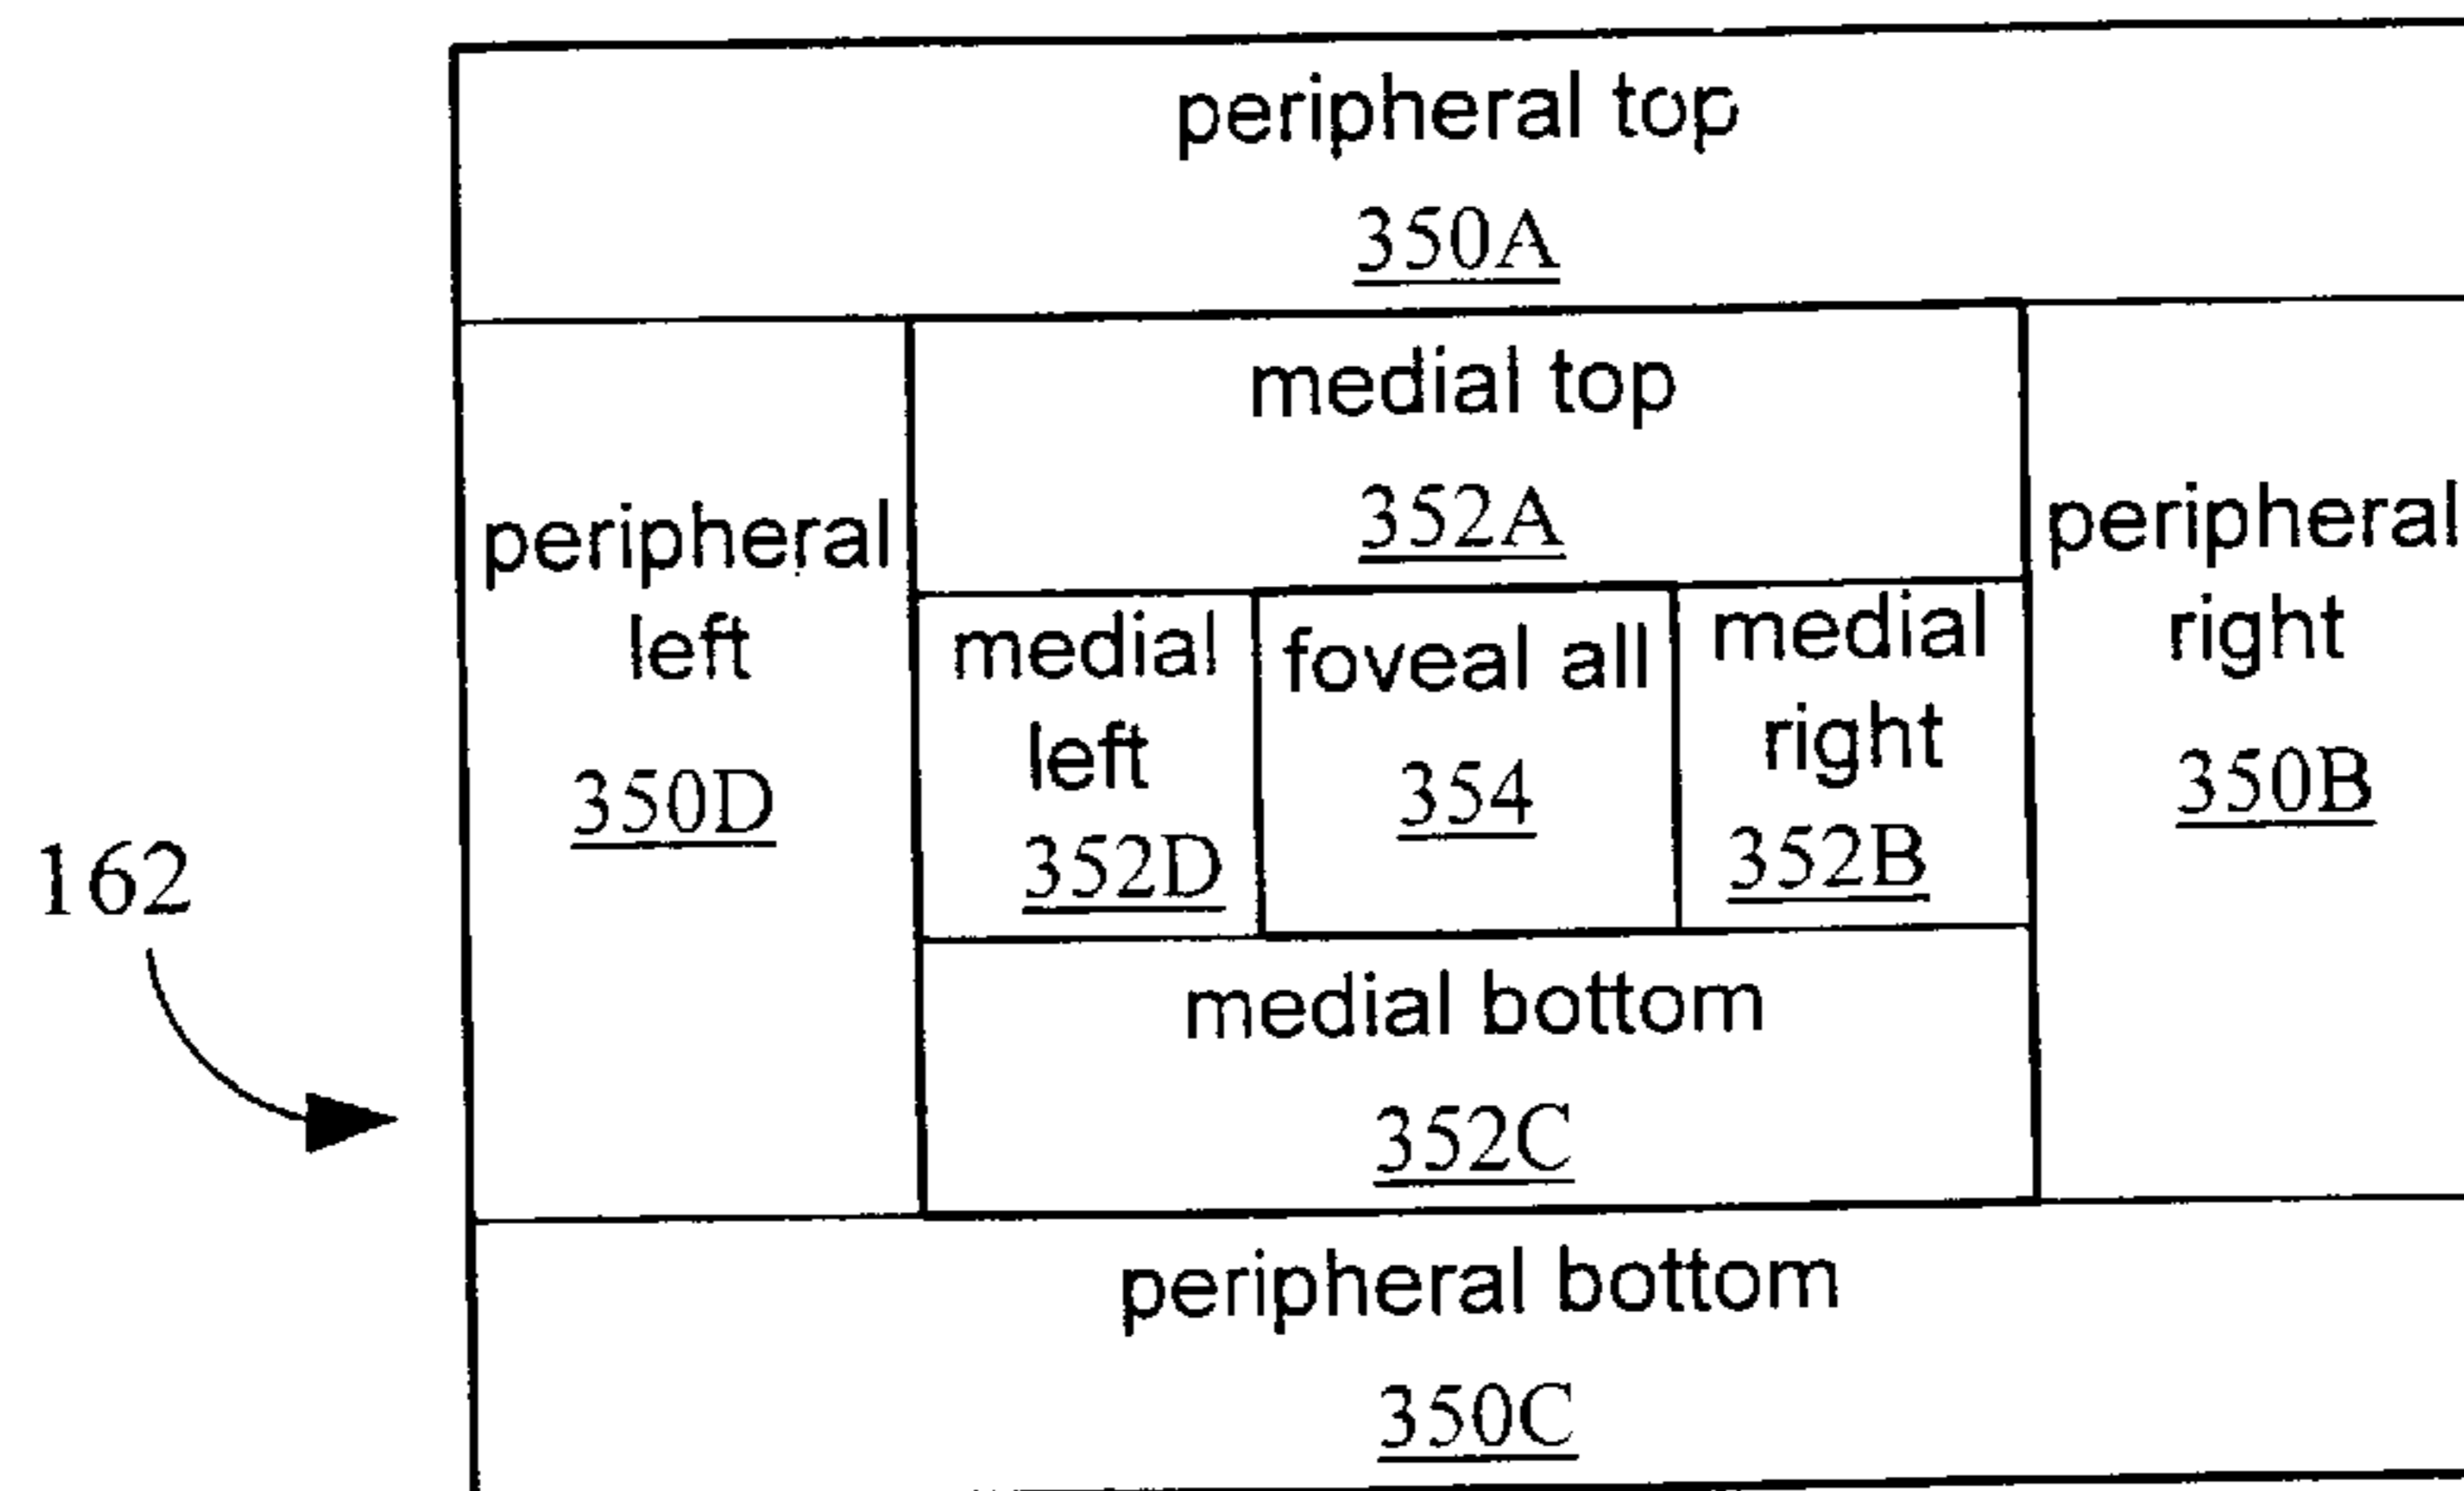 peripheral top
350A
medial top
352A
peripheral
left
350D
medial
left
352D
foveal all
354
medial
right
352B
peripheral
right
350B
162
medial bottom
352C
peripheral bottom
350C